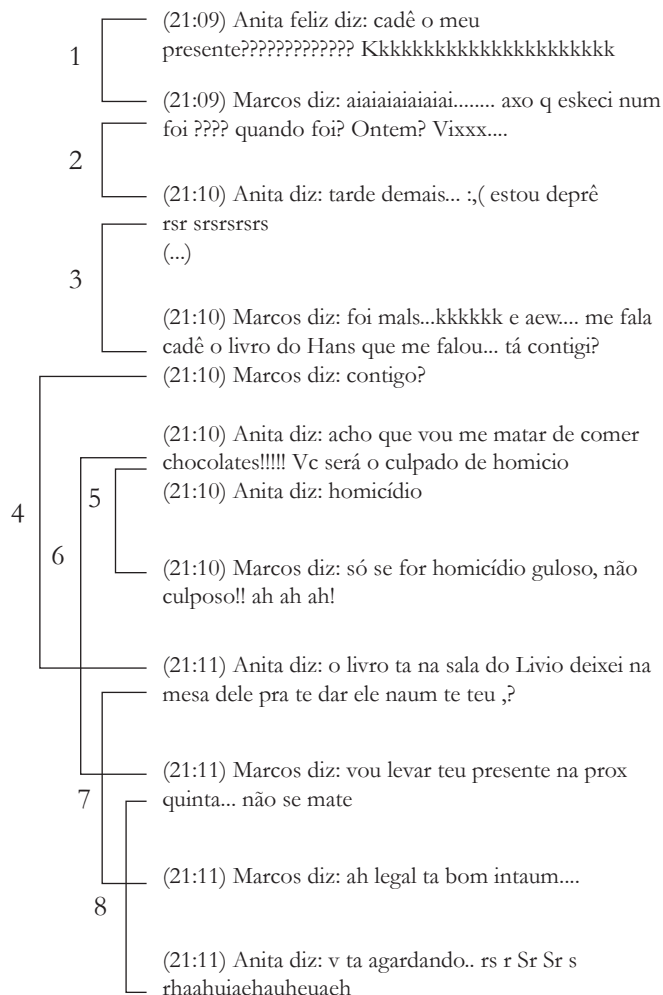 (21:09) Anita feliz diz: cadê o meu
presente????????????? Kkkkkkkkkkkkkkkkkkkkkkk
1
(21:09) Marcos diz: aiaiaiaiaiaiai........ axo q eskeci num
foi ???? quando foi? Ontem? Vixxx....
2
(21:10) Anita diz: tarde demais... :,( estou deprê
rsr srsrsrsrs
(...)
3
(21:10) Marcos diz: foi mals...kkkkkk e aew.... me fala
cadê o livro do Hans que me falou... tá contigi?
(21:10) Marcos diz: contigo?
(21:10) Anita diz: acho que vou me matar de comer
chocolates!!!!! Vc será o culpado de homicio
5
(21:10) Anita diz: homicídio
4
6
(21:10) Marcos diz: só se for homicídio guloso, não
culposo!! ah ah ah!
(21:11) Anita diz: o livro ta na sala do Livio deixei na
mesa dele pra te dar ele naum te teu ,?
(21:11) Marcos diz: vou levar teu presente na prox
quinta... não se mate
7
(21:11) Marcos diz: ah legal ta bom intaum....
8
(21:11) Anita diz: v ta agardando.. rs r Sr Sr s
rhaahuiaehauheuaeh